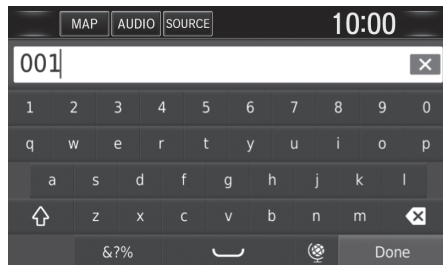 MAP AUDIO SOURCE 10:00
001
1 2 3 4 5 6 7 8 9 0
q w e r t y u i o p
a s d f g h j k l
z x c v b n m
&?% Done